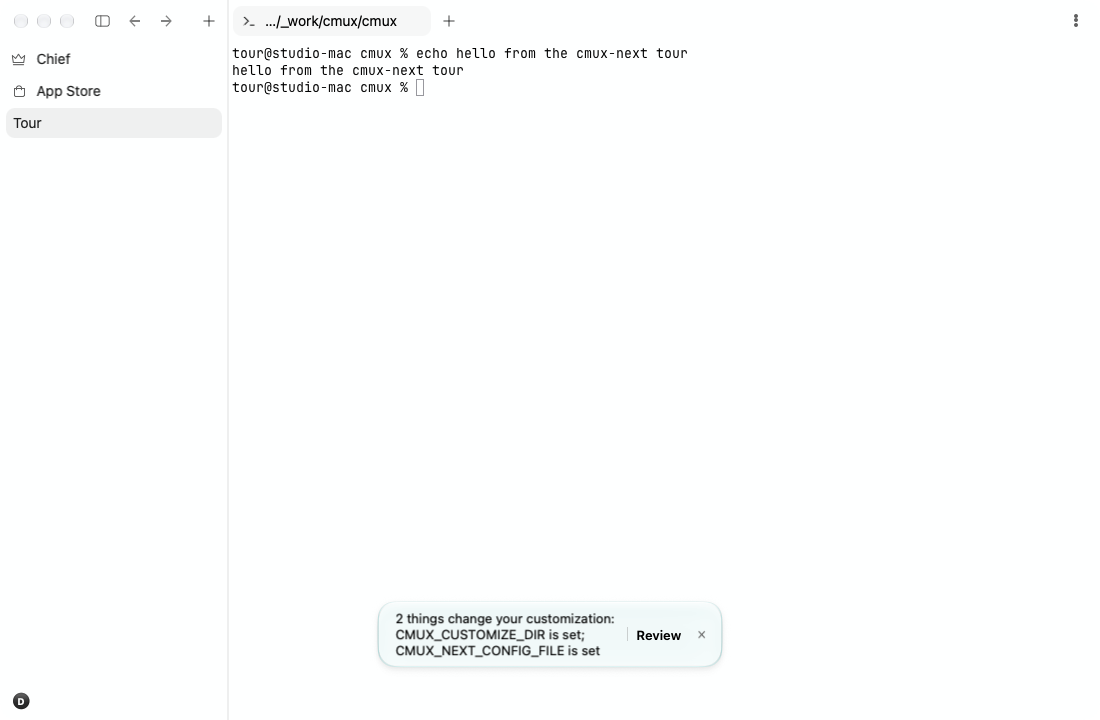 .../_work/cmux/cmux
Chief
App Store
Tour
tour@studio-mac cmux % echo hello from the cmux-next tour
hello from the cmux-next tour
tour@studio-mac cmux %
2 things change your customization:
CMUX_CUSTOMIZE_DIR is set;
CMUX_NEXT_CONFIG_FILE is set
Review
D